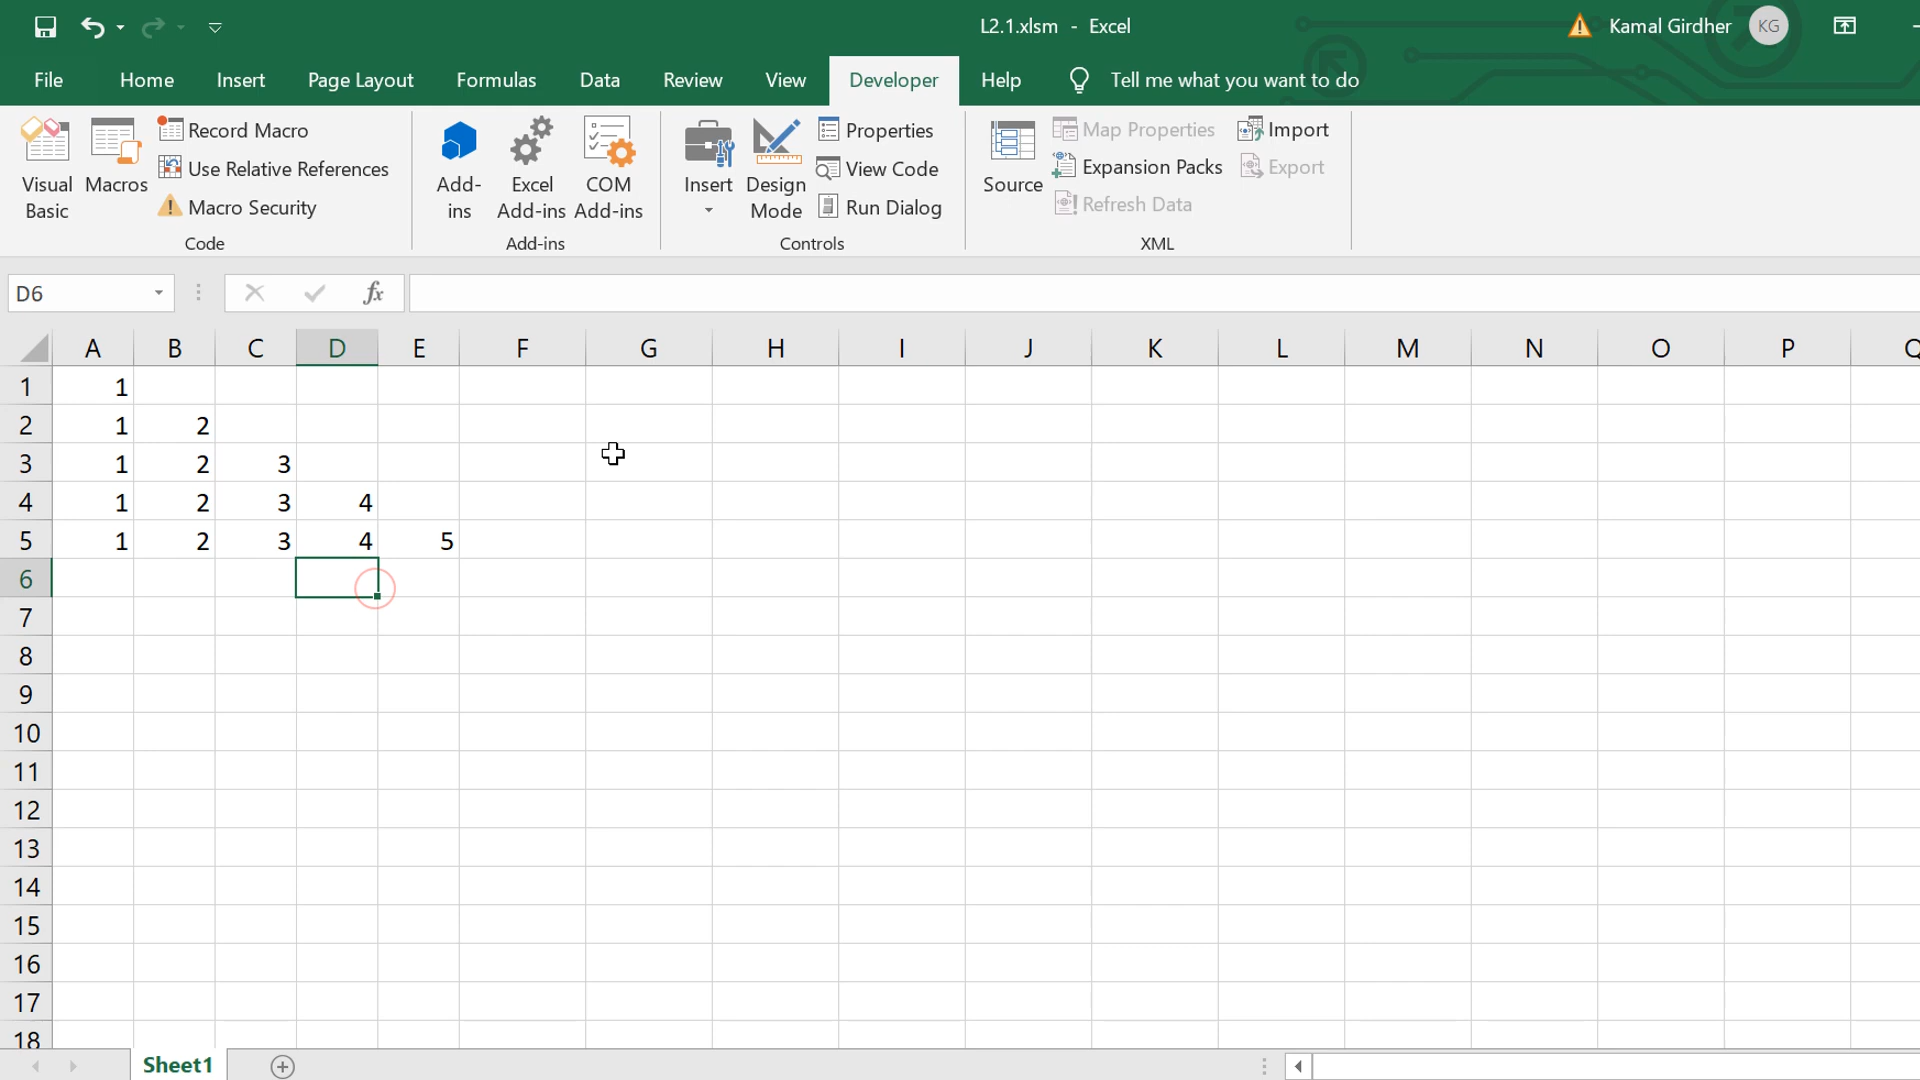 L2.1.xlsm - Excel
Kamal Girdher KG
File Home Insert Page Layout Formulas Data Review View Developer Help Tell me what you want to do
Visual Basic
Macros
Record Macro
Use Relative References
Macro Security
Code
Add-ins
Excel Add-ins
COM Add-ins
Add-ins
Insert
Design Mode
Properties
View Code
Run Dialog
Controls
Source
Map Properties
Expansion Packs
Refresh Data
Import
Export
XML
D6 fx
A B C D E F G H I J K L M N O P Q
1 1
2 1 2
3 1 2 3
4 1 2 3 4
5 1 2 3 4 5
6
7
8
9
10
11
12
13
14
15
16
17
18
Sheet1